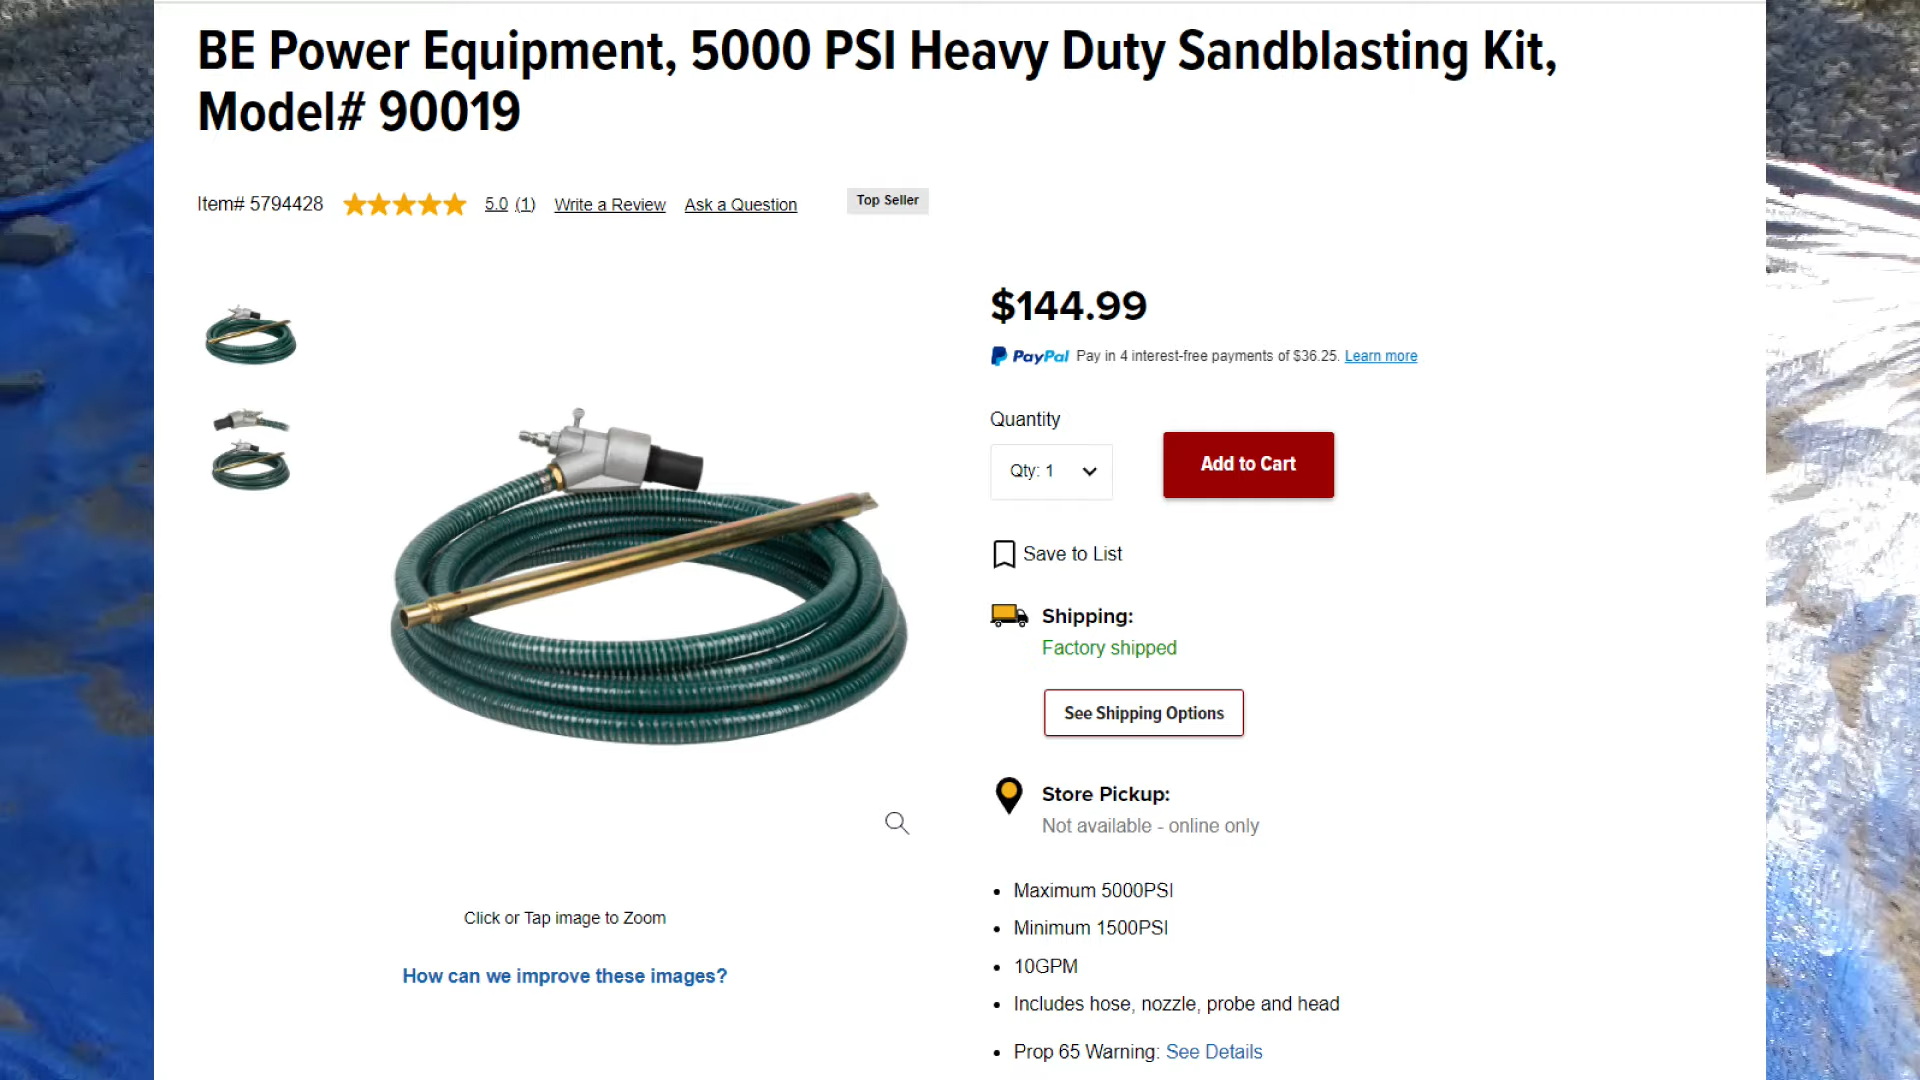 BE Power Equipment, 5000 PSI Heavy Duty Sandblasting Kit,
Model# 90019
Item# 5794428 5.0 (1) Write a Review Ask a Question Top Seller
$144.99
PayPal Pay in 4 interest-free payments of $36.25. Learn more
Quantity
Qty: 1 Add to Cart
Save to List
Shipping:
Factory shipped
See Shipping Options
Store Pickup:
Not available - online only
• Maximum 5000PSI
• Minimum 1500PSI
• 10GPM
• Includes hose, nozzle, probe and head
• Prop 65 Warning: See Details
Click or Tap image to Zoom
How can we improve these images?